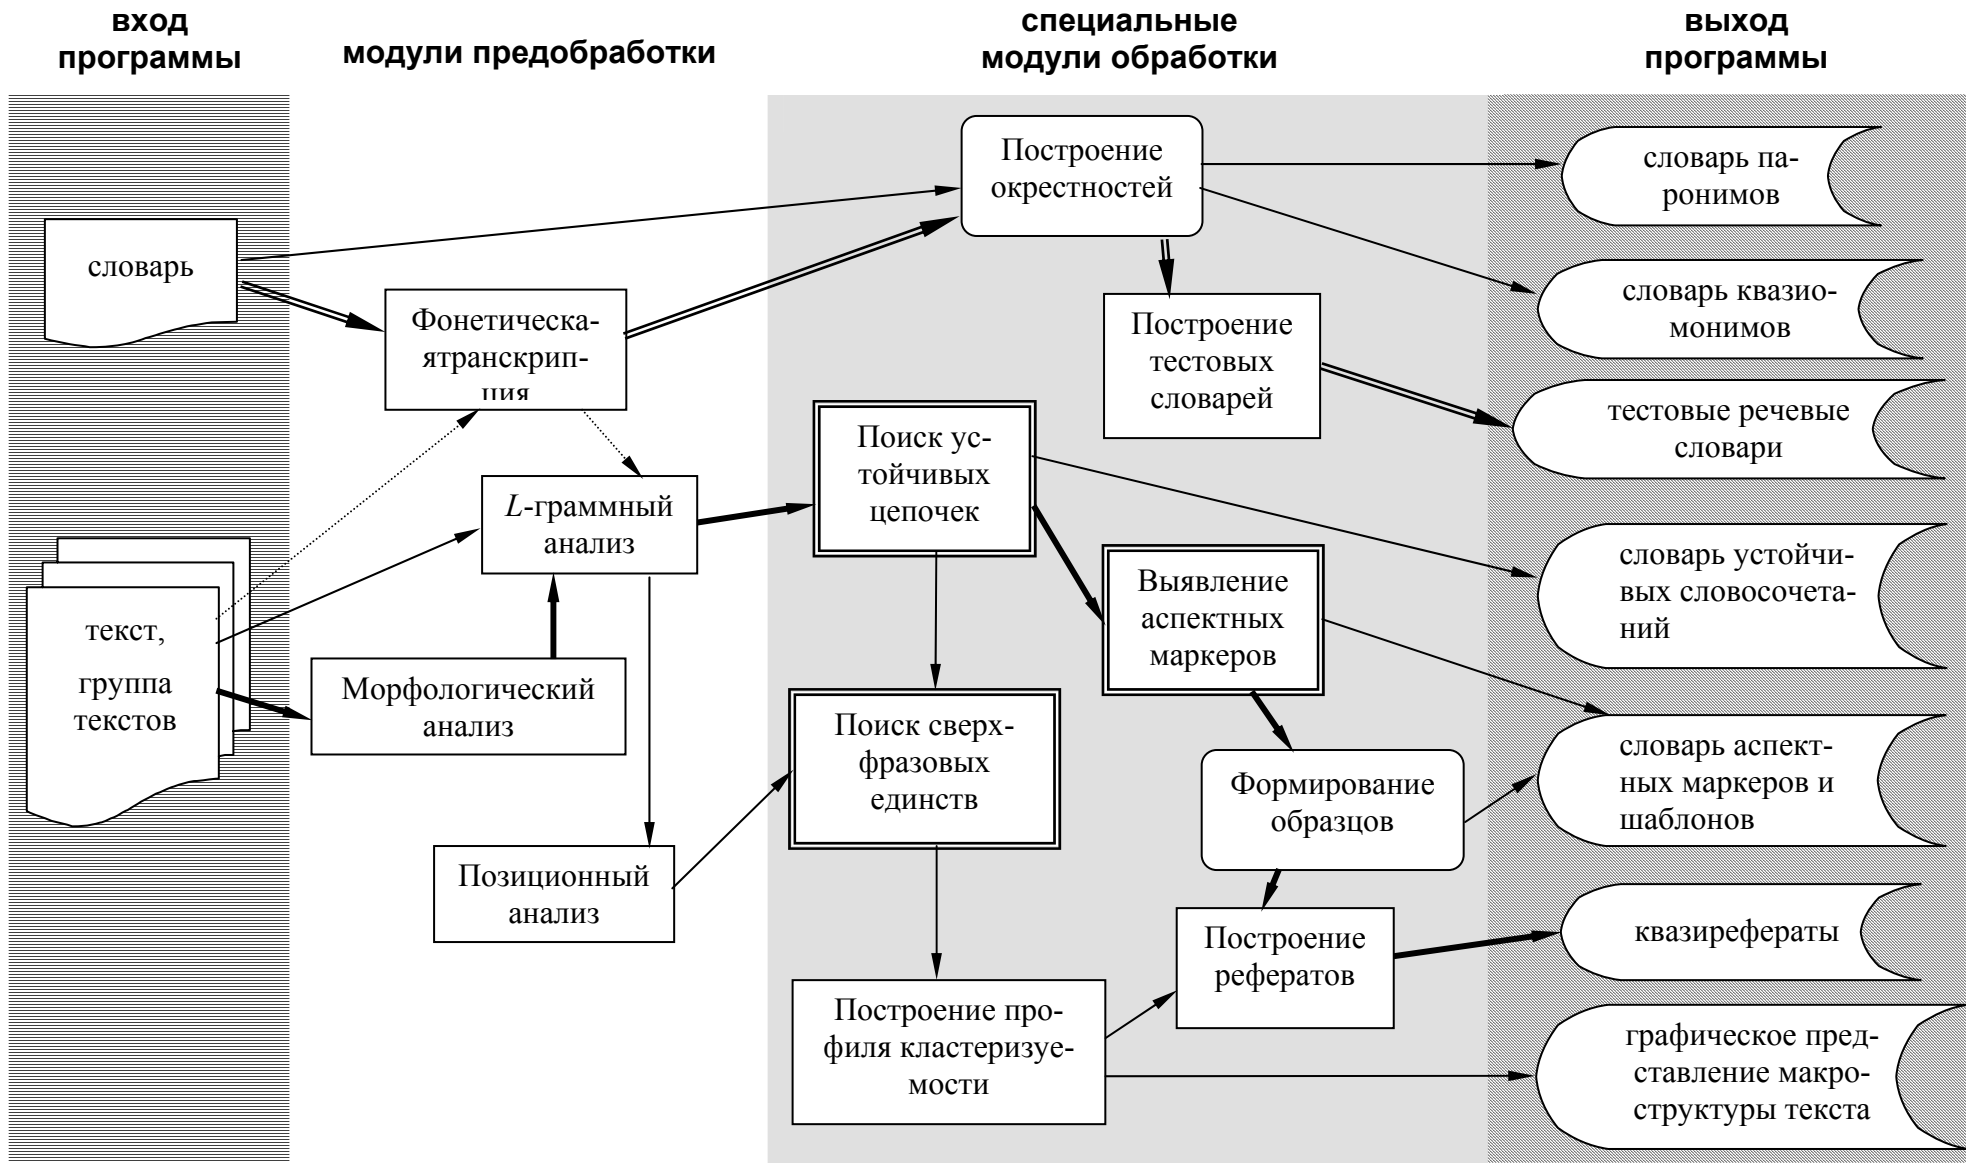 вход
программы
модули предобработки
специальные
модули обработки
выход
программы
словарь
текст,
группа
текстов
Фонетическа-
ятранскрип-
ция
L-граммный
анализ
Морфологический
анализ
Позиционный
анализ
Построение
окрестностей
Построение
тестовых
словарей
Поиск ус-
тойчивых
цепочек
Выявление
аспектных
маркеров
Поиск сверх-
фразовых
единств
Формирование
образцов
Построение
рефератов
Построение про-
филя кластеризуе-
мости
словарь па-
ронимов
словарь квазио-
монимов
тестовые речевые
словари
словарь устойчи-
вых словосочета-
ний
словарь аспект-
ных маркеров и
шаблонов
квазирефераты
графическое пред-
ставление макро-
структуры текста